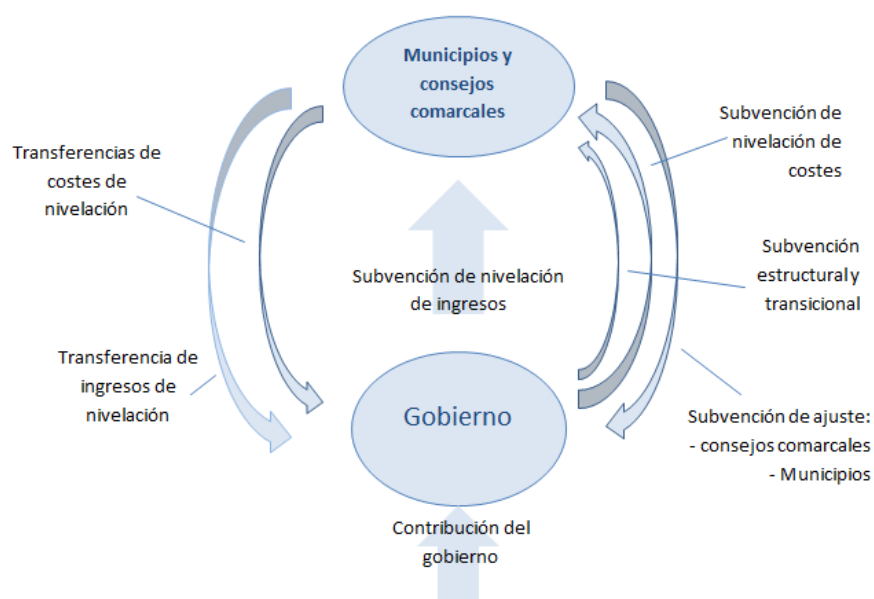 Municipios y
consejos
comarcales
Transferencias de
costes de
nivelación
Subvención de
nivelación de
costes
Subvención de nivelación
de ingresos
Subvención
estructural y
transicional
Transferencia de
ingresos de
nivelación
Gobierno
Subvención de ajuste:
- consejos comarcales
- Municipios
Contribución del
gobierno